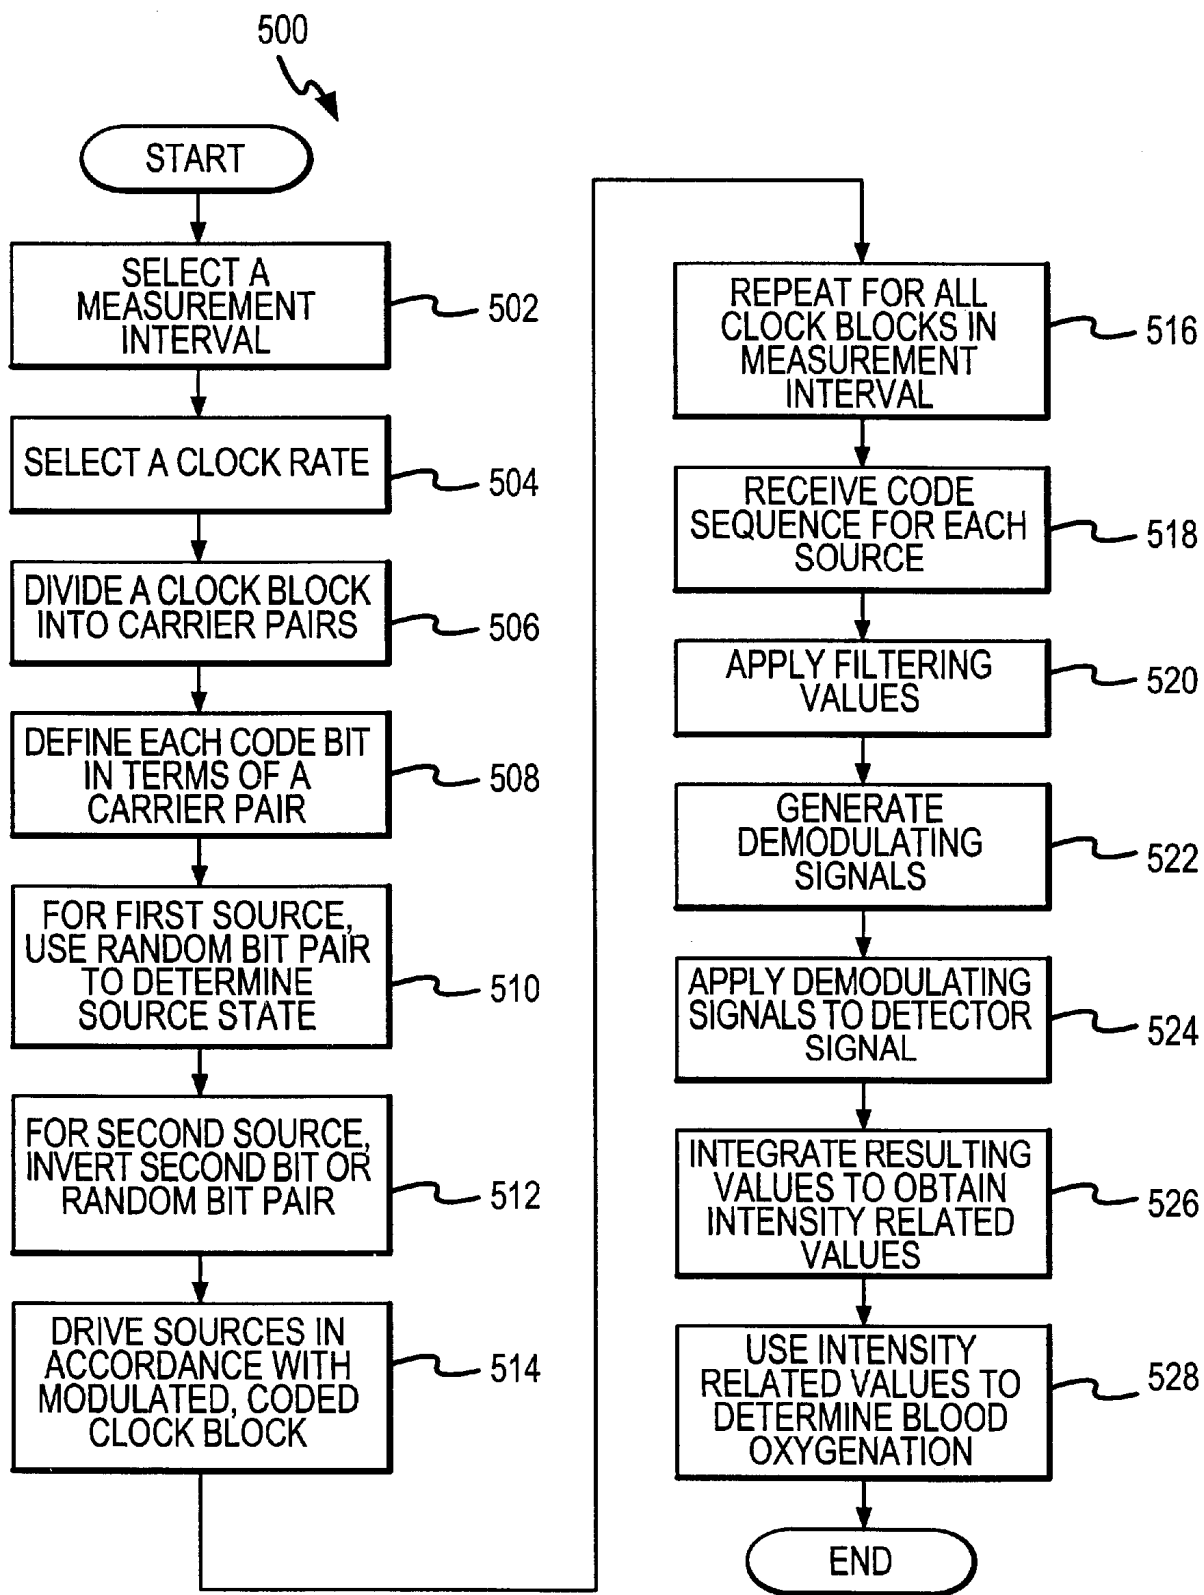 500
START
SELECT A
MEASUREMENT
INTERVAL
502
SELECT A CLOCK RATE
504
DIVIDE A CLOCK BLOCK
INTO CARRIER PAIRS
506
DEFINE EACH CODE BIT
IN TERMS OF A
CARRIER PAIR
508
FOR FIRST SOURCE,
USE RANDOM BIT PAIR
TO DETERMINE
SOURCE STATE
510
FOR SECOND SOURCE,
INVERT SECOND BIT OR
RANDOM BIT PAIR
512
DRIVE SOURCES IN
ACCORDANCE WITH
MODULATED, CODED
CLOCK BLOCK
514
REPEAT FOR ALL
CLOCK BLOCKS IN
MEASUREMENT
INTERVAL
516
RECEIVE CODE
SEQUENCE FOR EACH
SOURCE
518
APPLY FILTERING
VALUES
520
GENERATE
DEMODULATING
SIGNALS
522
APPLY DEMODULATING
SIGNALS TO DETECTOR
SIGNAL
524
INTEGRATE RESULTING
VALUES TO OBTAIN
INTENSITY RELATED
VALUES
526
USE INTENSITY
RELATED VALUES TO
DETERMINE BLOOD
OXYGENATION
528
END